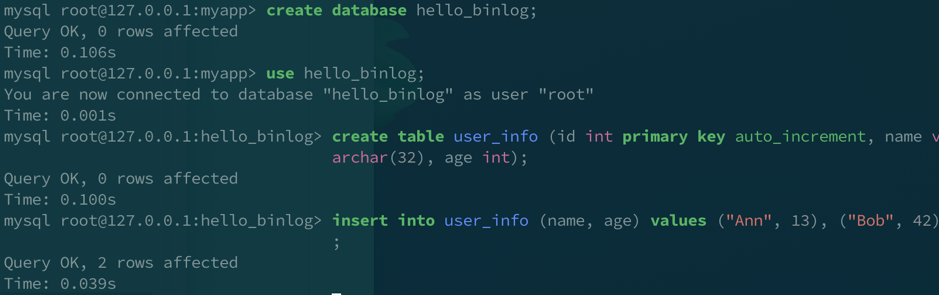 mysql root@127.0.0.1:myapp> create database hello_binlog;
Query OK, 0 rows affected
Time: 0.106s
mysql root@127.0.0.1:myapp> use hello_binlog;
You are now connected to database "hello_binlog" as user "root"
Time: 0.001s
mysql root@127.0.0.1:hello_binlog> create table user_info (id int primary key auto_increment, name v
archar(32), age int);
Query OK, 0 rows affected
Time: 0.100s
mysql root@127.0.0.1:hello_binlog> insert into user_info (name, age) values ("Ann", 13), ("Bob", 42)
;
Query OK, 2 rows affected
Time: 0.039s